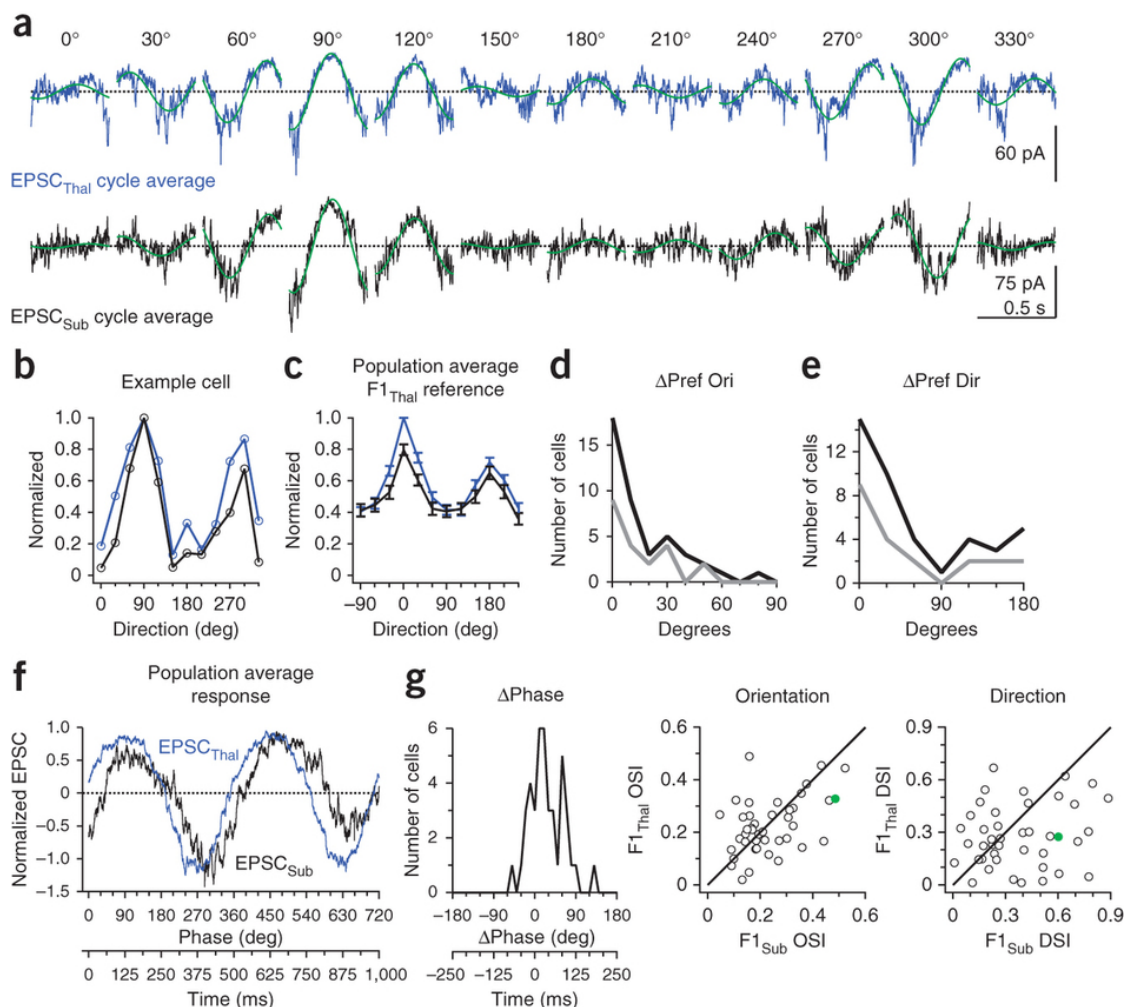 a
0° 30° 60° 90° 120° 150° 180° 210° 240° 270° 300° 330°
60 pA
EPSCThal cycle average
75 pA
0.5 s
EPSCSub cycle average
b
Example cell
Normalized
1.0
0.8
0.6
0.4
0.2
0
0 90 180 270
Direction (deg)
c
Population average
F1Thal reference
Normalized
1.0
0.8
0.6
0.4
0.2
0
−90 0 90 180
Direction (deg)
d
ΔPref Ori
Number of cells
15
10
5
0
0 30 60 90
Degrees
e
ΔPref Dir
Number of cells
12
8
4
0
0 90 180
Degrees
f
Population average
response
Normalized EPSC
1.0
0.5
0
−0.5
−1.0
−1.5
EPSCThal
EPSCSub
0 90 180 270 360 450 540 630 720
Phase (deg)
0 125 250 375 500 625 750 875 1,000
Time (ms)
g
ΔPhase
Number of cells
6
4
2
0
−180 −90 0 90 180
ΔPhase (deg)
−250 −125 0 125 250
Time (ms)
Orientation
F1Thal OSI
0.6
0.4
0.2
0
0 0.2 0.4 0.6
F1Sub OSI
Direction
F1Thal DSI
0.9
0.6
0.3
0
0 0.3 0.6 0.9
F1Sub DSI